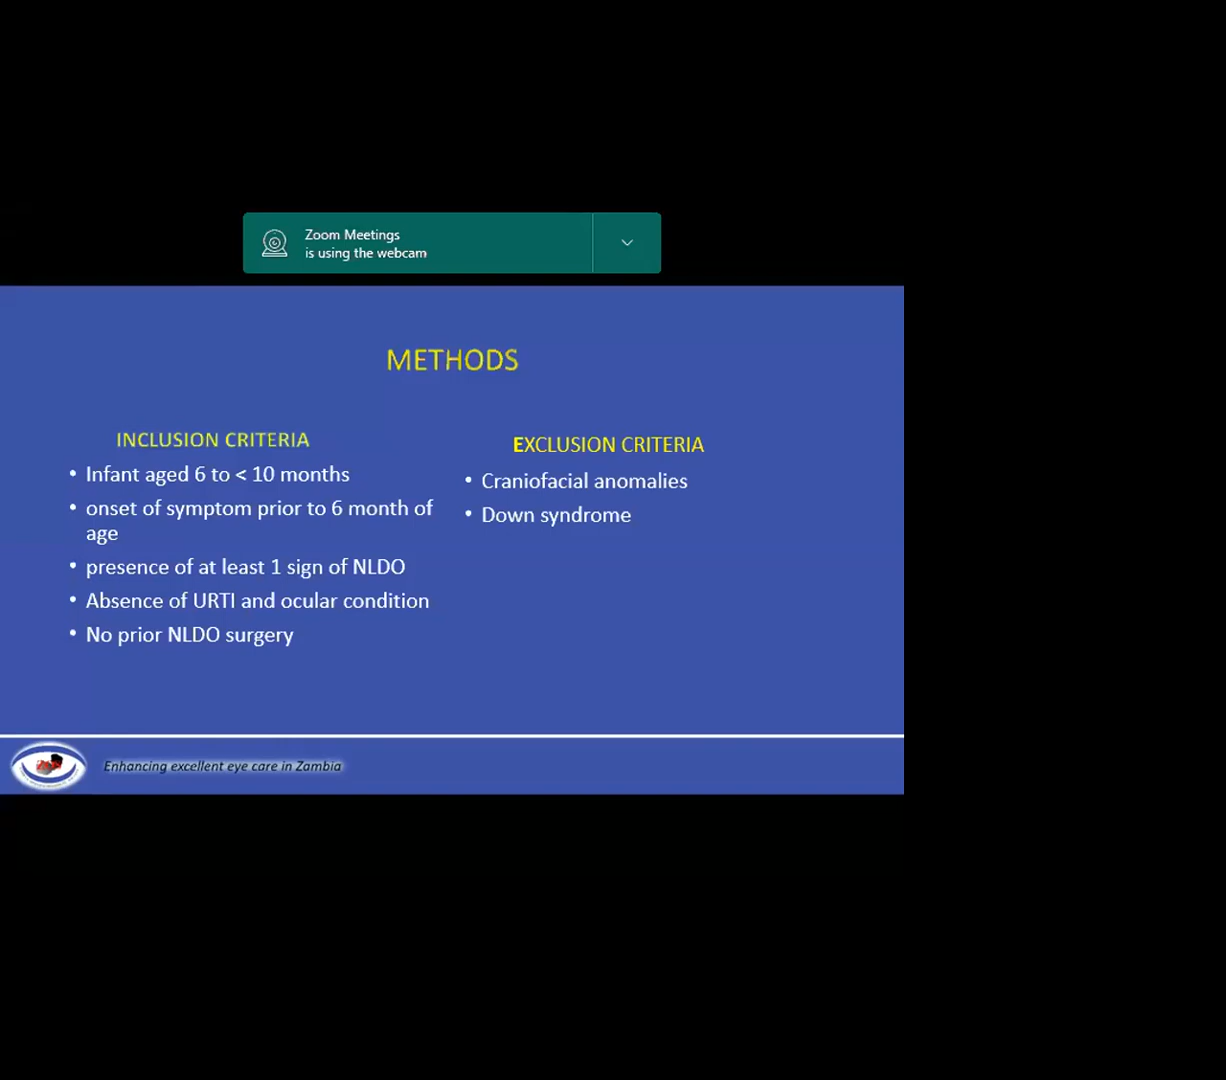 Zoom Meetings
is using the webcam
METHODS
INCLUSION CRITERIA
• Infant aged 6 to < 10 months
• onset of symptom prior to 6 month of
age
• presence of at least 1 sign of NLDO
• Absence of URTI and ocular condition
• No prior NLDO surgery
EXCLUSION CRITERIA
• Craniofacial anomalies
• Down syndrome
Enhancing excellent eye care in Zambia